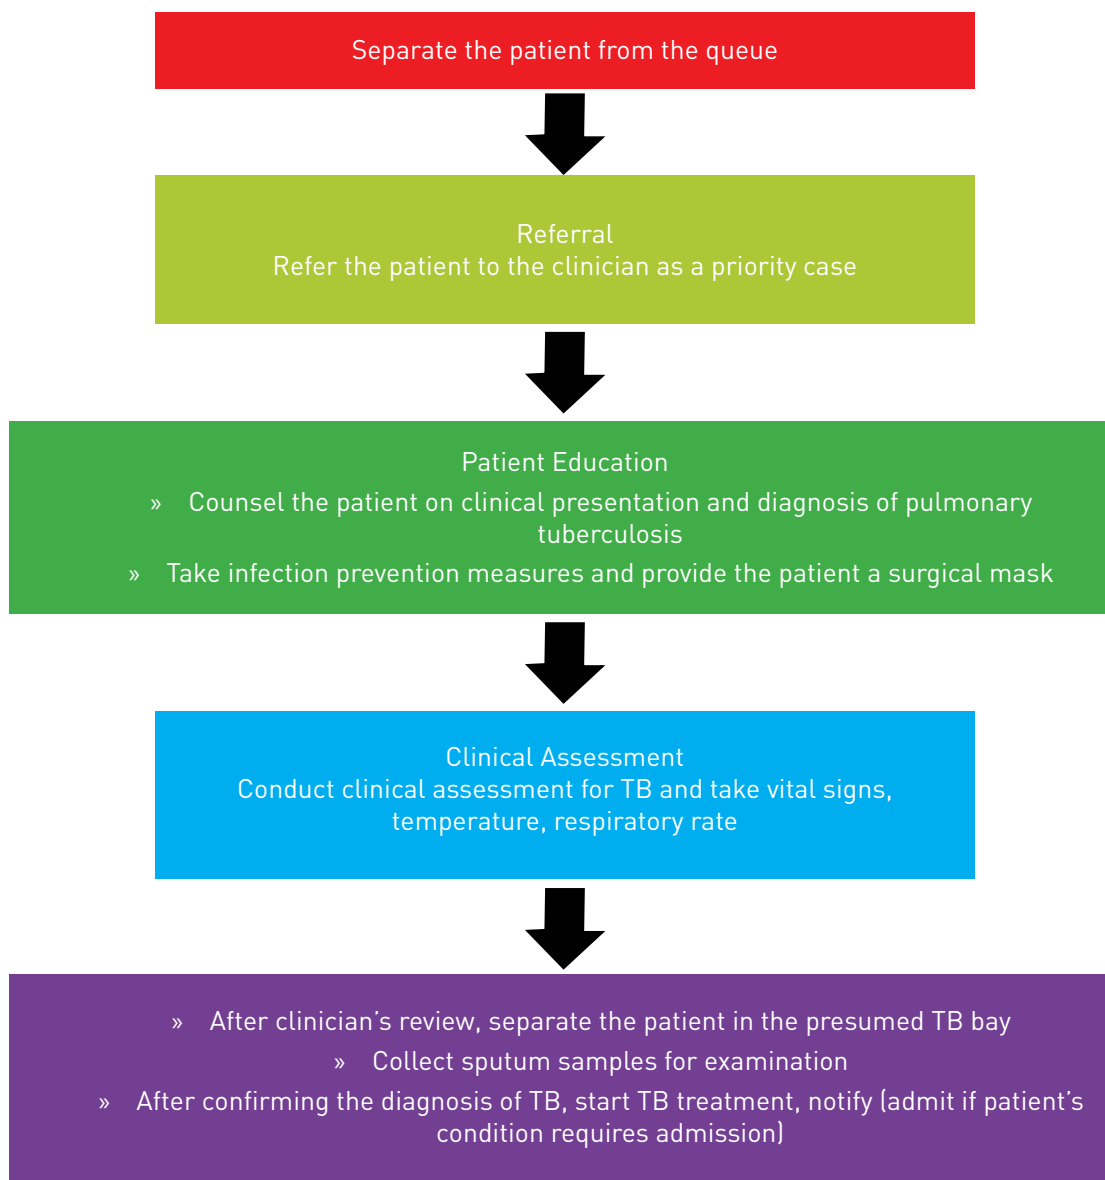 Separate the patient from the queue
Referral
Refer the patient to the clinician as a priority case
Patient Education
» Counsel the patient on clinical presentation and diagnosis of pulmonary
tuberculosis
» Take infection prevention measures and provide the patient a surgical mask
Clinical Assessment
Conduct clinical assessment for TB and take vital signs,
temperature, respiratory rate
» After clinician’s review, separate the patient in the presumed TB bay
» Collect sputum samples for examination
» After confirming the diagnosis of TB, start TB treatment, notify (admit if patient’s
condition requires admission)